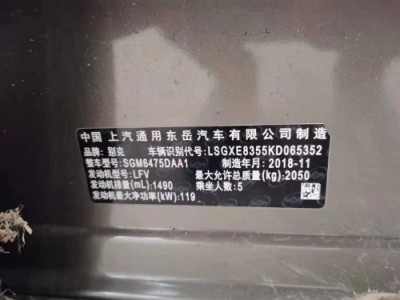 中国 上汽通用东岳汽车有限公司制造
品牌: 别克 车辆识别代号: LSGXE8355KD065352
整车型号: SGM6475DAA1 制造年月: 2018-11
发动机型号: LFV 最大允许总质量(kg): 2050
发动机排量(mL): 1490 乘坐人数: 5
发动机最大净功率(kW): 119